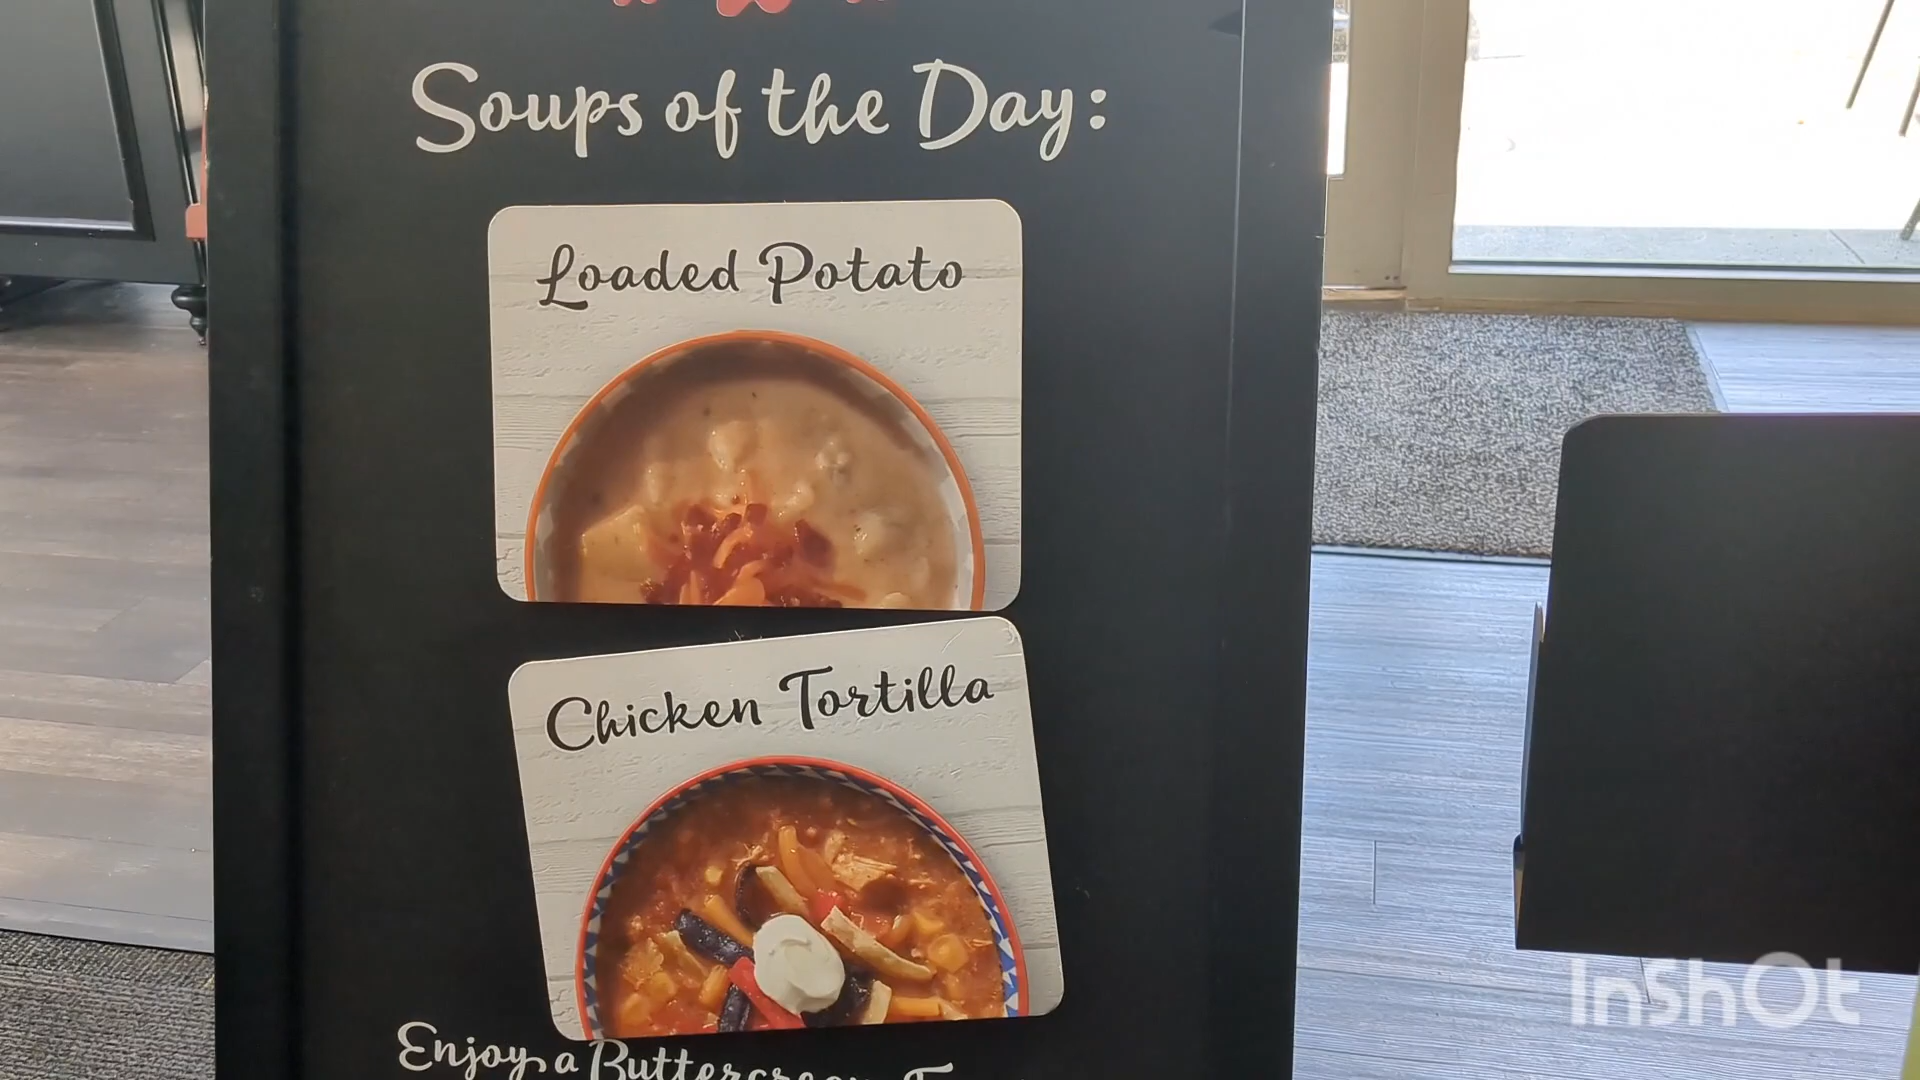 Soups of the Day:
Loaded Potato
Chicken Tortilla
Enjoy a Buttercream
InShOt